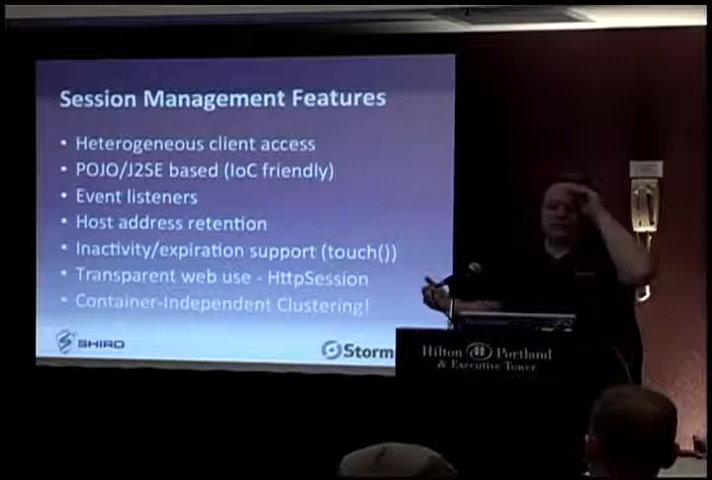 Session Management Features
• Heterogeneous client access
• POJO/J2SE based (IoC friendly)
• Event listeners
• Host address retention
• Inactivity/expiration support (touch())
• Transparent web use - HttpSession
• Container-Independent Clustering!
SHIRO
Storm
Hilton Portland
& Executive Tower